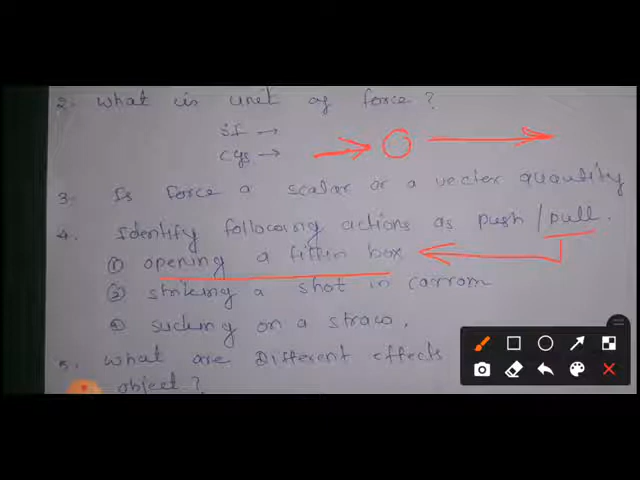 2. What is unit of force?
SI →
cgs →
3. Is force a scalar or a vector quantity
4. Identify following actions as push / pull.
① opening a tiffin box
② striking a shot in carrom
③ sucking on a straw.
5. What are Different effects
object?